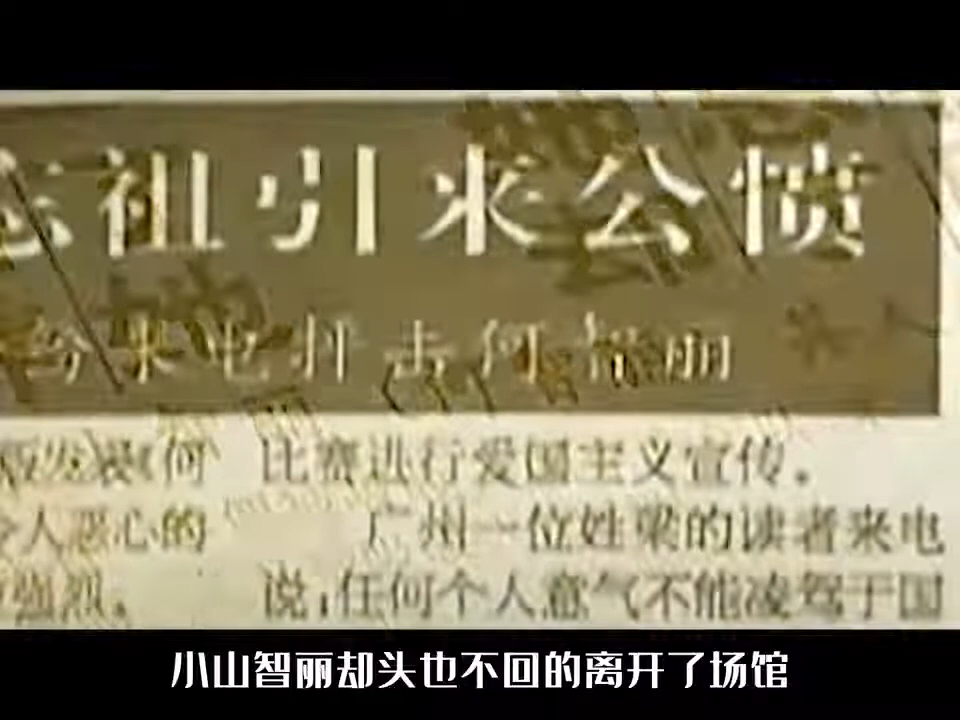 忘祖引来公愤
来电抨击何智丽
版发表《何
令人恶心的
强烈。
比赛进行爱国主义宣传。
广州一位姓梁的读者来电
说:任何个人意气不能凌驾于国
小山智丽却头也不回的离开了场馆